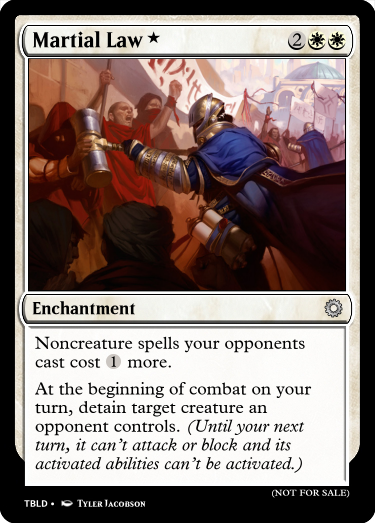 Martial Law ★ 2
Enchantment
Noncreature spells your opponents
cast cost 1 more.
At the beginning of combat on your
turn, detain target creature an
opponent controls. (Until your next
turn, it can't attack or block and its
activated abilities can't be activated.)
(NOT FOR SALE)
TBLD • Tyler Jacobson